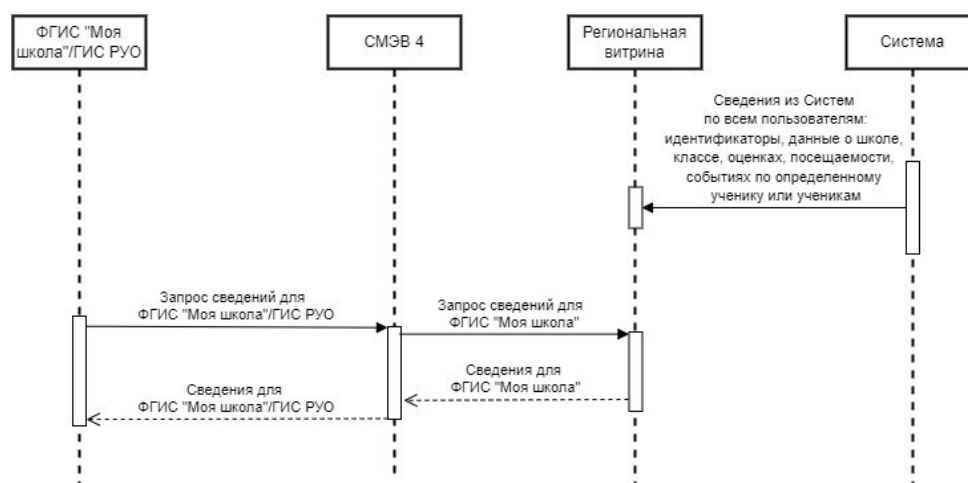 ФГИС "Моя
школа"/ГИС РУО
СМЭВ 4
Региональная
витрина
Система
Сведения из Систем
по всем пользователям:
идентификаторы, данные о школе,
классе, оценках, посещаемости,
событиях по определенному
ученику или ученикам
Запрос сведений для
ФГИС "Моя школа"/ГИС РУО
Запрос сведений для
ФГИС "Моя школа"
Сведения для
ФГИС "Моя школа"
Сведения для
ФГИС "Моя школа"/ГИС РУО